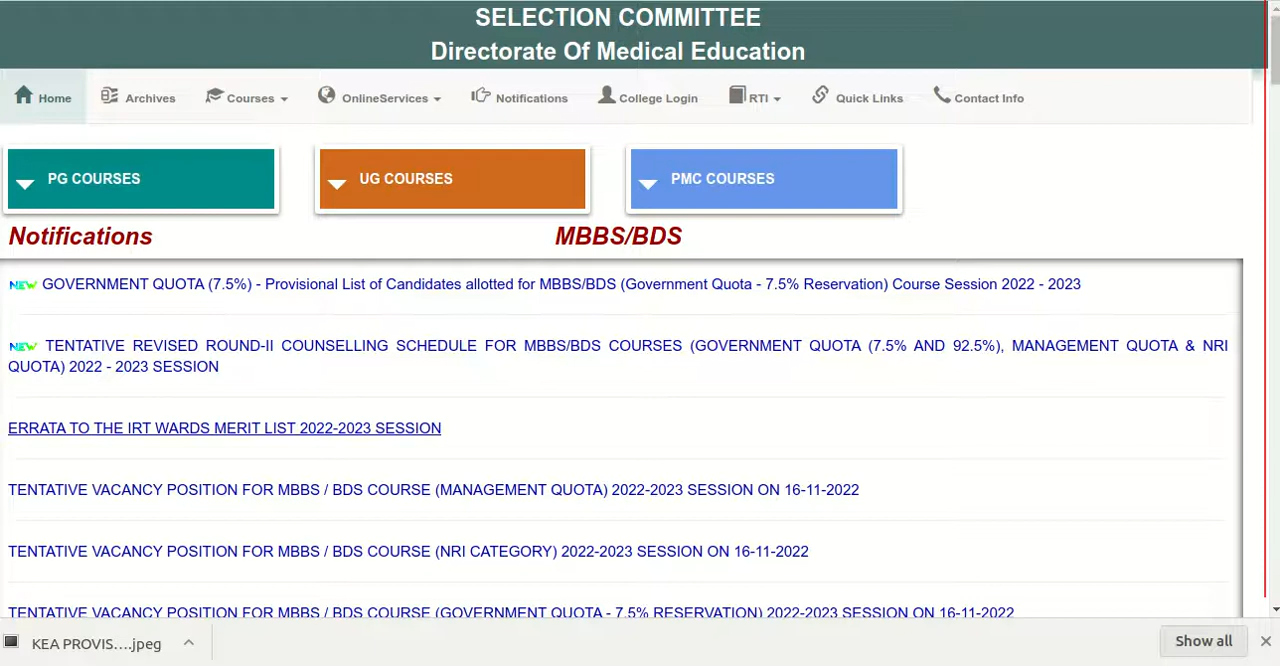 SELECTION COMMITTEE
Directorate Of Medical Education
Home Archives Courses OnlineServices Notifications College Login RTI Quick Links Contact Info
PG COURSES UG COURSES PMC COURSES
Notifications MBBS/BDS
NEW GOVERNMENT QUOTA (7.5%) - Provisional List of Candidates allotted for MBBS/BDS (Government Quota - 7.5% Reservation) Course Session 2022 - 2023
NEW TENTATIVE REVISED ROUND-II COUNSELLING SCHEDULE FOR MBBS/BDS COURSES (GOVERNMENT QUOTA (7.5% AND 92.5%), MANAGEMENT QUOTA & NRI
QUOTA) 2022 - 2023 SESSION
ERRATA TO THE IRT WARDS MERIT LIST 2022-2023 SESSION
TENTATIVE VACANCY POSITION FOR MBBS / BDS COURSE (MANAGEMENT QUOTA) 2022-2023 SESSION ON 16-11-2022
TENTATIVE VACANCY POSITION FOR MBBS / BDS COURSE (NRI CATEGORY) 2022-2023 SESSION ON 16-11-2022
TENTATIVE VACANCY POSITION FOR MBBS / BDS COURSE (GOVERNMENT QUOTA - 7.5% RESERVATION) 2022-2023 SESSION ON 16-11-2022
KEA PROVIS....jpeg Show all